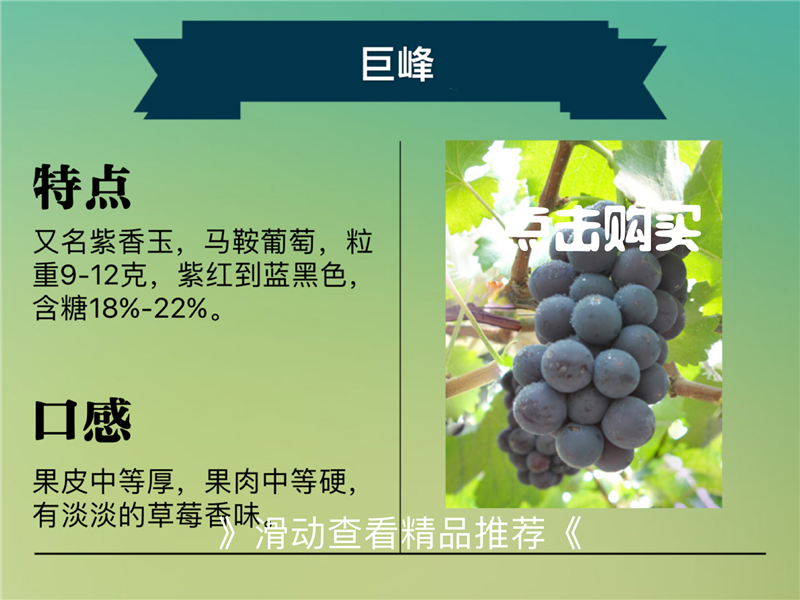 巨峰
特点
又名紫香玉，马鞍葡萄，粒
重9-12克，紫红到蓝黑色，
含糖18%-22%。
口感
果皮中等厚，果肉中等硬，
有淡淡的草莓香味。
点击购买
》滑动查看精品推荐《